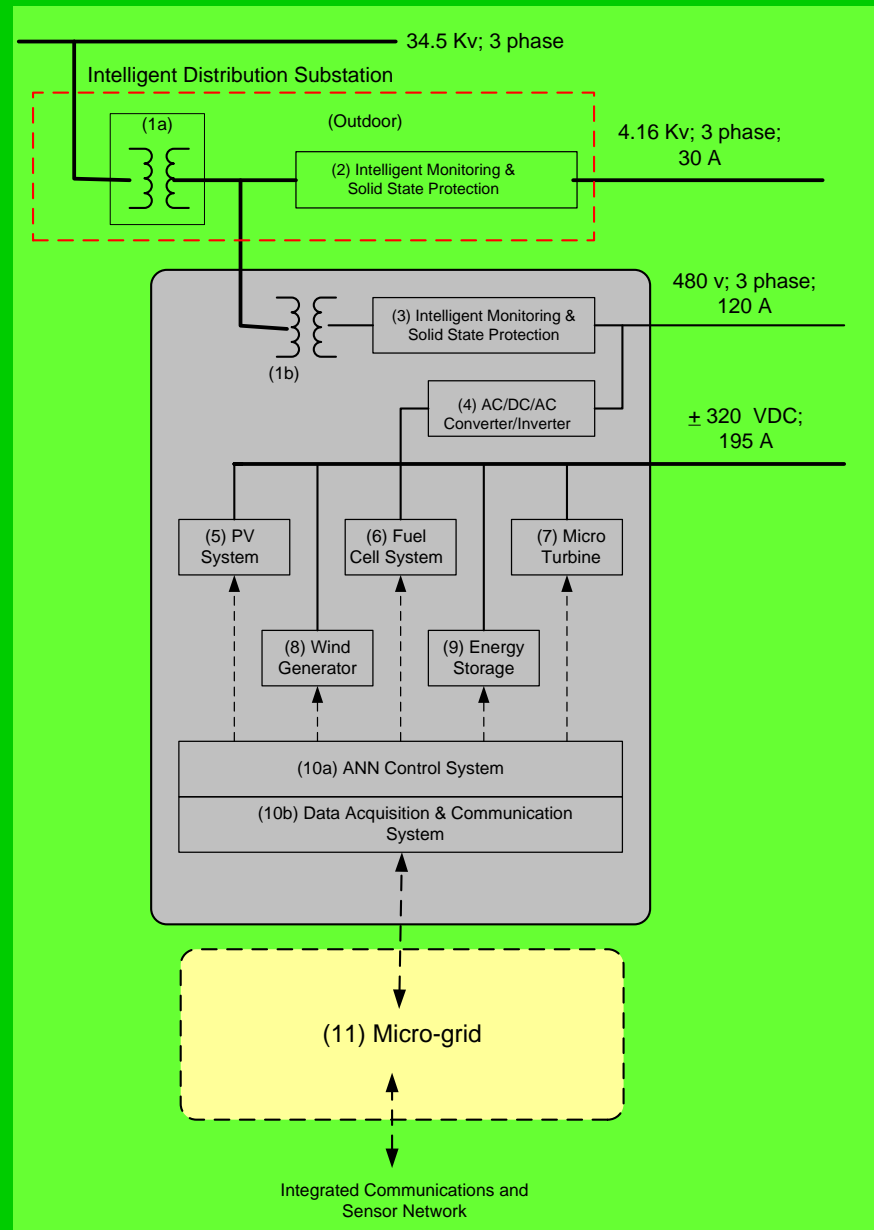 34.5 Kv; 3 phase
Intelligent Distribution Substation
(1a)
(Outdoor)
4.16 Kv; 3 phase;
30 A
(2) Intelligent Monitoring &
Solid State Protection
480 v; 3 phase;
120 A
(3) Intelligent Monitoring &
Solid State Protection
(1b)
(4) AC/DC/AC
Converter/Inverter
± 320 VDC;
195 A
(5) PV
System
(6) Fuel
Cell System
(7) Micro
Turbine
(8) Wind
Generator
(9) Energy
Storage
(10a) ANN Control System
(10b) Data Acquisition & Communication
System
(11) Micro-grid
Integrated Communications and
Sensor Network